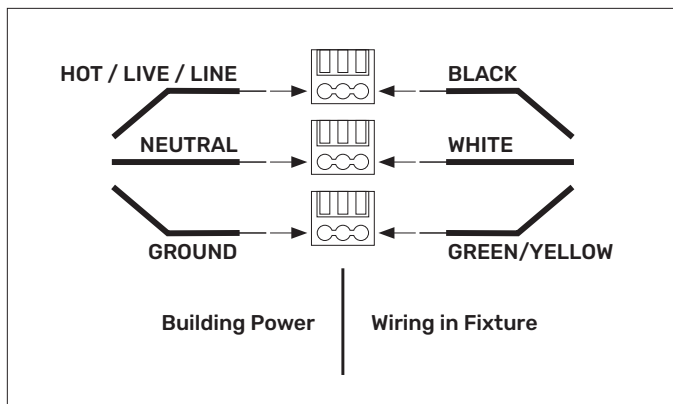 HOT / LIVE / LINE
BLACK
NEUTRAL
WHITE
GROUND
GREEN/YELLOW
Building Power
Wiring in Fixture